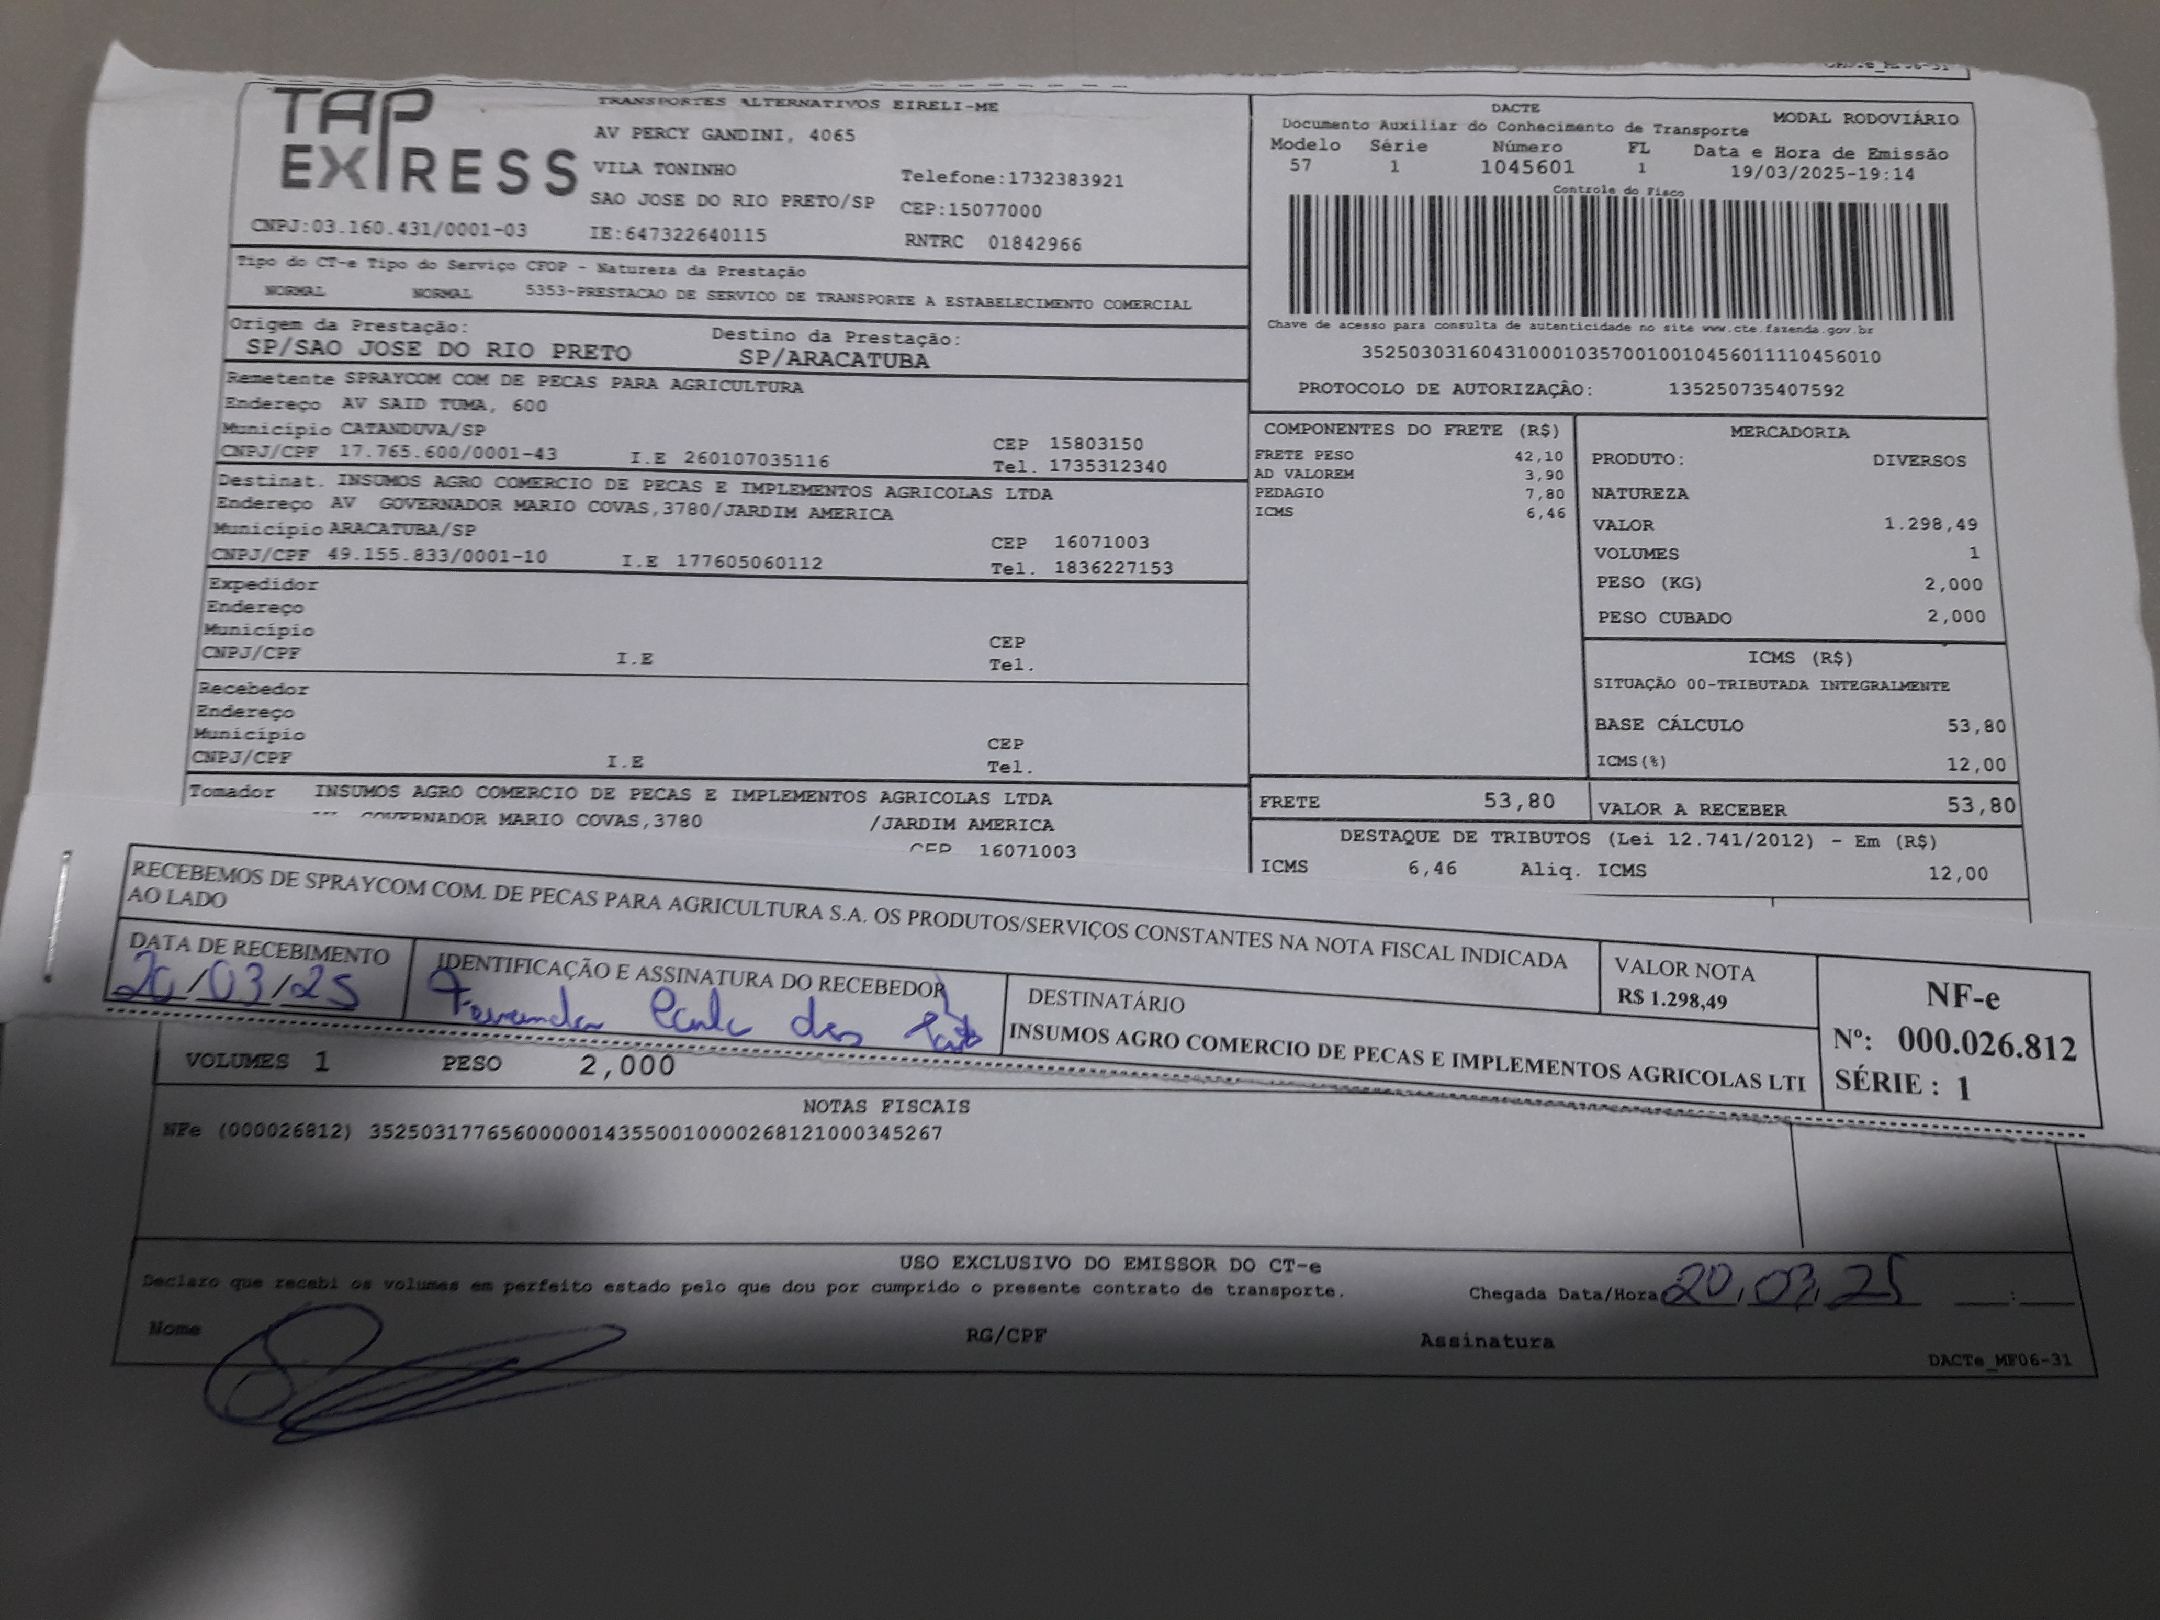 DACTe_MF06-31
TAP EXPRESS
TRANSPORTES ALTERNATIVOS EIRELI-ME
AV PERCY GANDINI, 4065
VILA TONINHO
Telefone:1732383921
SAO JOSE DO RIO PRETO/SP CEP:15077000
CNPJ:03.160.431/0001-03 IE:647322640115 RNTRC 01842966
DACTE MODAL RODOVIÁRIO
Documento Auxiliar do Conhecimento de Transporte
Modelo Série Número FL Data e Hora de Emissão
57 1 1045601 1 19/03/2025-19:14
Controle do Fisco
Chave de acesso para consulta de autenticidade no site www.cte.fazenda.gov.br
35250303160431000103570010010456011110456010
PROTOCOLO DE AUTORIZAÇÃO: 135250735407592
Tipo do CT-e Tipo do Serviço CFOP - Natureza da Prestação
NORMAL NORMAL 5353-PRESTACAO DE SERVICO DE TRANSPORTE A ESTABELECIMENTO COMERCIAL
Origem da Prestação: Destino da Prestação:
SP/SAO JOSE DO RIO PRETO SP/ARACATUBA
Remetente SPRAYCOM COM DE PECAS PARA AGRICULTURA
Endereço AV SAID TUMA, 600
Município CATANDUVA/SP CEP 15803150
CNPJ/CPF 17.765.600/0001-43 I.E 260107035116 Tel. 1735312340
Destinat. INSUMOS AGRO COMERCIO DE PECAS E IMPLEMENTOS AGRICOLAS LTDA
Endereço AV GOVERNADOR MARIO COVAS,3780/JARDIM AMERICA
Município ARACATUBA/SP CEP 16071003
CNPJ/CPF 49.155.833/0001-10 I.E 177605060112 Tel. 1836227153
Expedidor
Endereço
Município CEP
CNPJ/CPF I.E Tel.
Recebedor
Endereço
Município CEP
CNPJ/CPF I.E Tel.
Tomador INSUMOS AGRO COMERCIO DE PECAS E IMPLEMENTOS AGRICOLAS LTDA
GOVERNADOR MARIO COVAS,3780 /JARDIM AMERICA
CEP 16071003
COMPONENTES DO FRETE (R$)
FRETE PESO 42,10
AD VALOREM 3,90
PEDAGIO 7,80
ICMS 6,46
MERCADORIA
PRODUTO: DIVERSOS
NATUREZA
VALOR 1.298,49
VOLUMES 1
PESO (KG) 2,000
PESO CUBADO 2,000
ICMS (R$)
SITUAÇÃO 00-TRIBUTADA INTEGRALMENTE
BASE CÁLCULO 53,80
ICMS(%) 12,00
FRETE 53,80 VALOR A RECEBER 53,80
DESTAQUE DE TRIBUTOS (Lei 12.741/2012) - Em (R$)
ICMS 6,46 Aliq. ICMS 12,00
RECEBEMOS DE SPRAYCOM COM. DE PECAS PARA AGRICULTURA S.A. OS PRODUTOS/SERVIÇOS CONSTANTES NA NOTA FISCAL INDICADA
AO LADO
DATA DE RECEBIMENTO
20/03/25
IDENTIFICAÇÃO E ASSINATURA DO RECEBEDOR
dos
DESTINATÁRIO
INSUMOS AGRO COMERCIO DE PECAS E IMPLEMENTOS AGRICOLAS LTI
VALOR NOTA
R$ 1.298,49
NF-e
Nº: 000.026.812
SÉRIE : 1
VOLUMES 1 PESO 2,000
NOTAS FISCAIS
NFe (000026812) 35250317765600000143550010000268121000345267
USO EXCLUSIVO DO EMISSOR DO CT-e
Declaro que recebi os volumes em perfeito estado pelo que dou por cumprido o presente contrato de transporte. Chegada Data/Hora 20/03/25 :
Nome RG/CPF Assinatura
DACTe_MF06-31